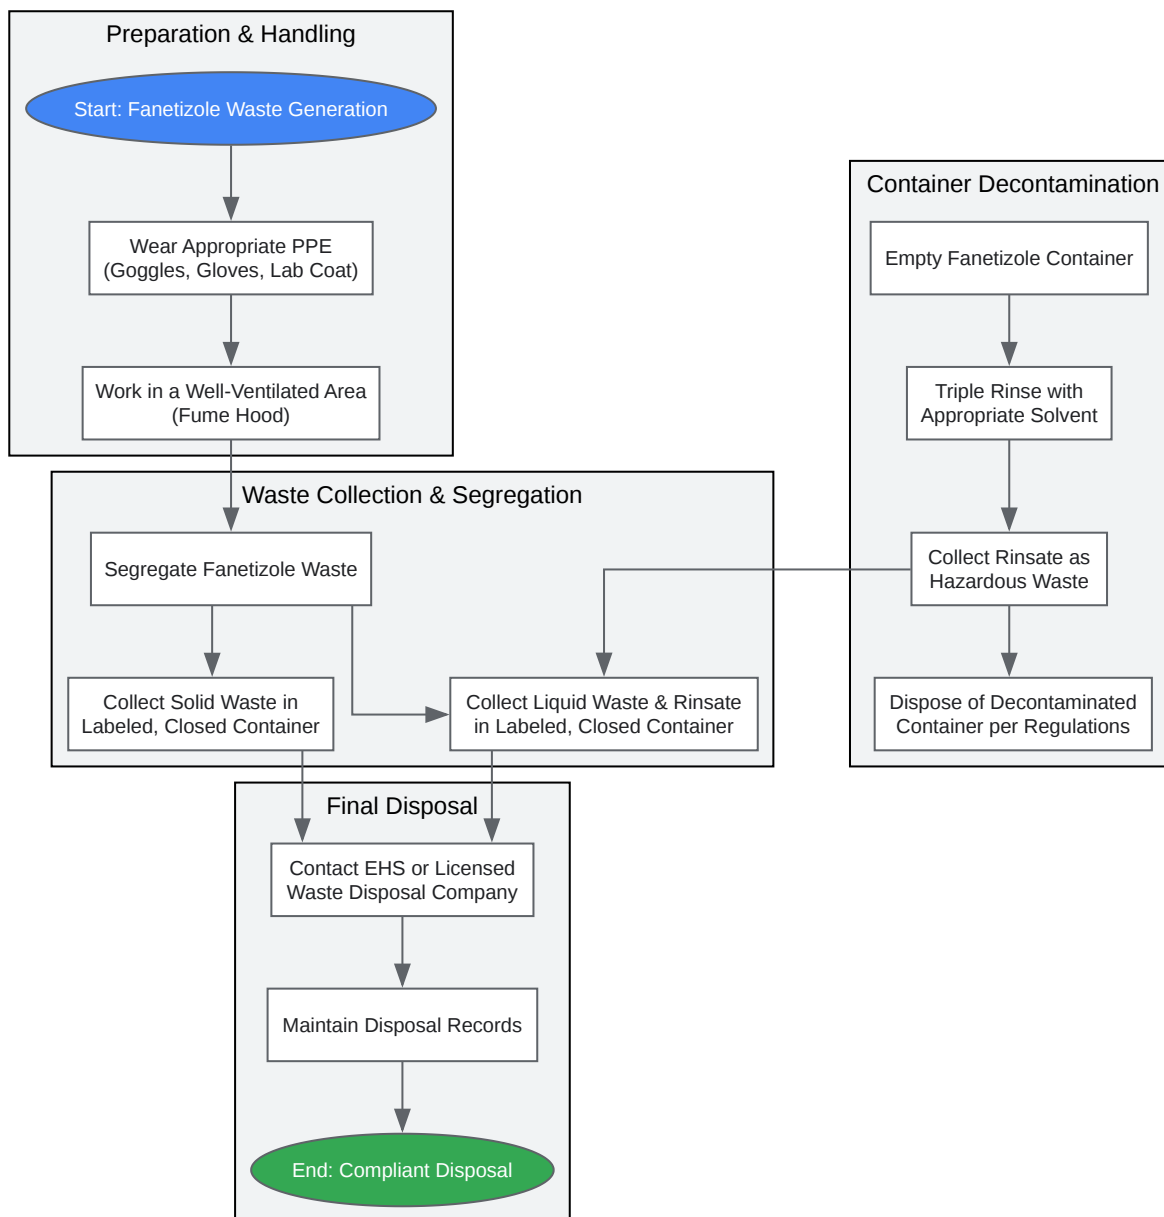 Preparation & Handling
Start: Fanetizole Waste Generation
Wear Appropriate PPE
(Goggles, Gloves, Lab Coat)
Work in a Well-Ventilated Area
(Fume Hood)
Container Decontamination
Empty Fanetizole Container
Triple Rinse with
Appropriate Solvent
Collect Rinsate as
Hazardous Waste
Dispose of Decontaminated
Container per Regulations
Waste Collection & Segregation
Segregate Fanetizole Waste
Collect Solid Waste in
Labeled, Closed Container
Collect Liquid Waste & Rinsate
in Labeled, Closed Container
Final Disposal
Contact EHS or Licensed
Waste Disposal Company
Maintain Disposal Records
End: Compliant Disposal